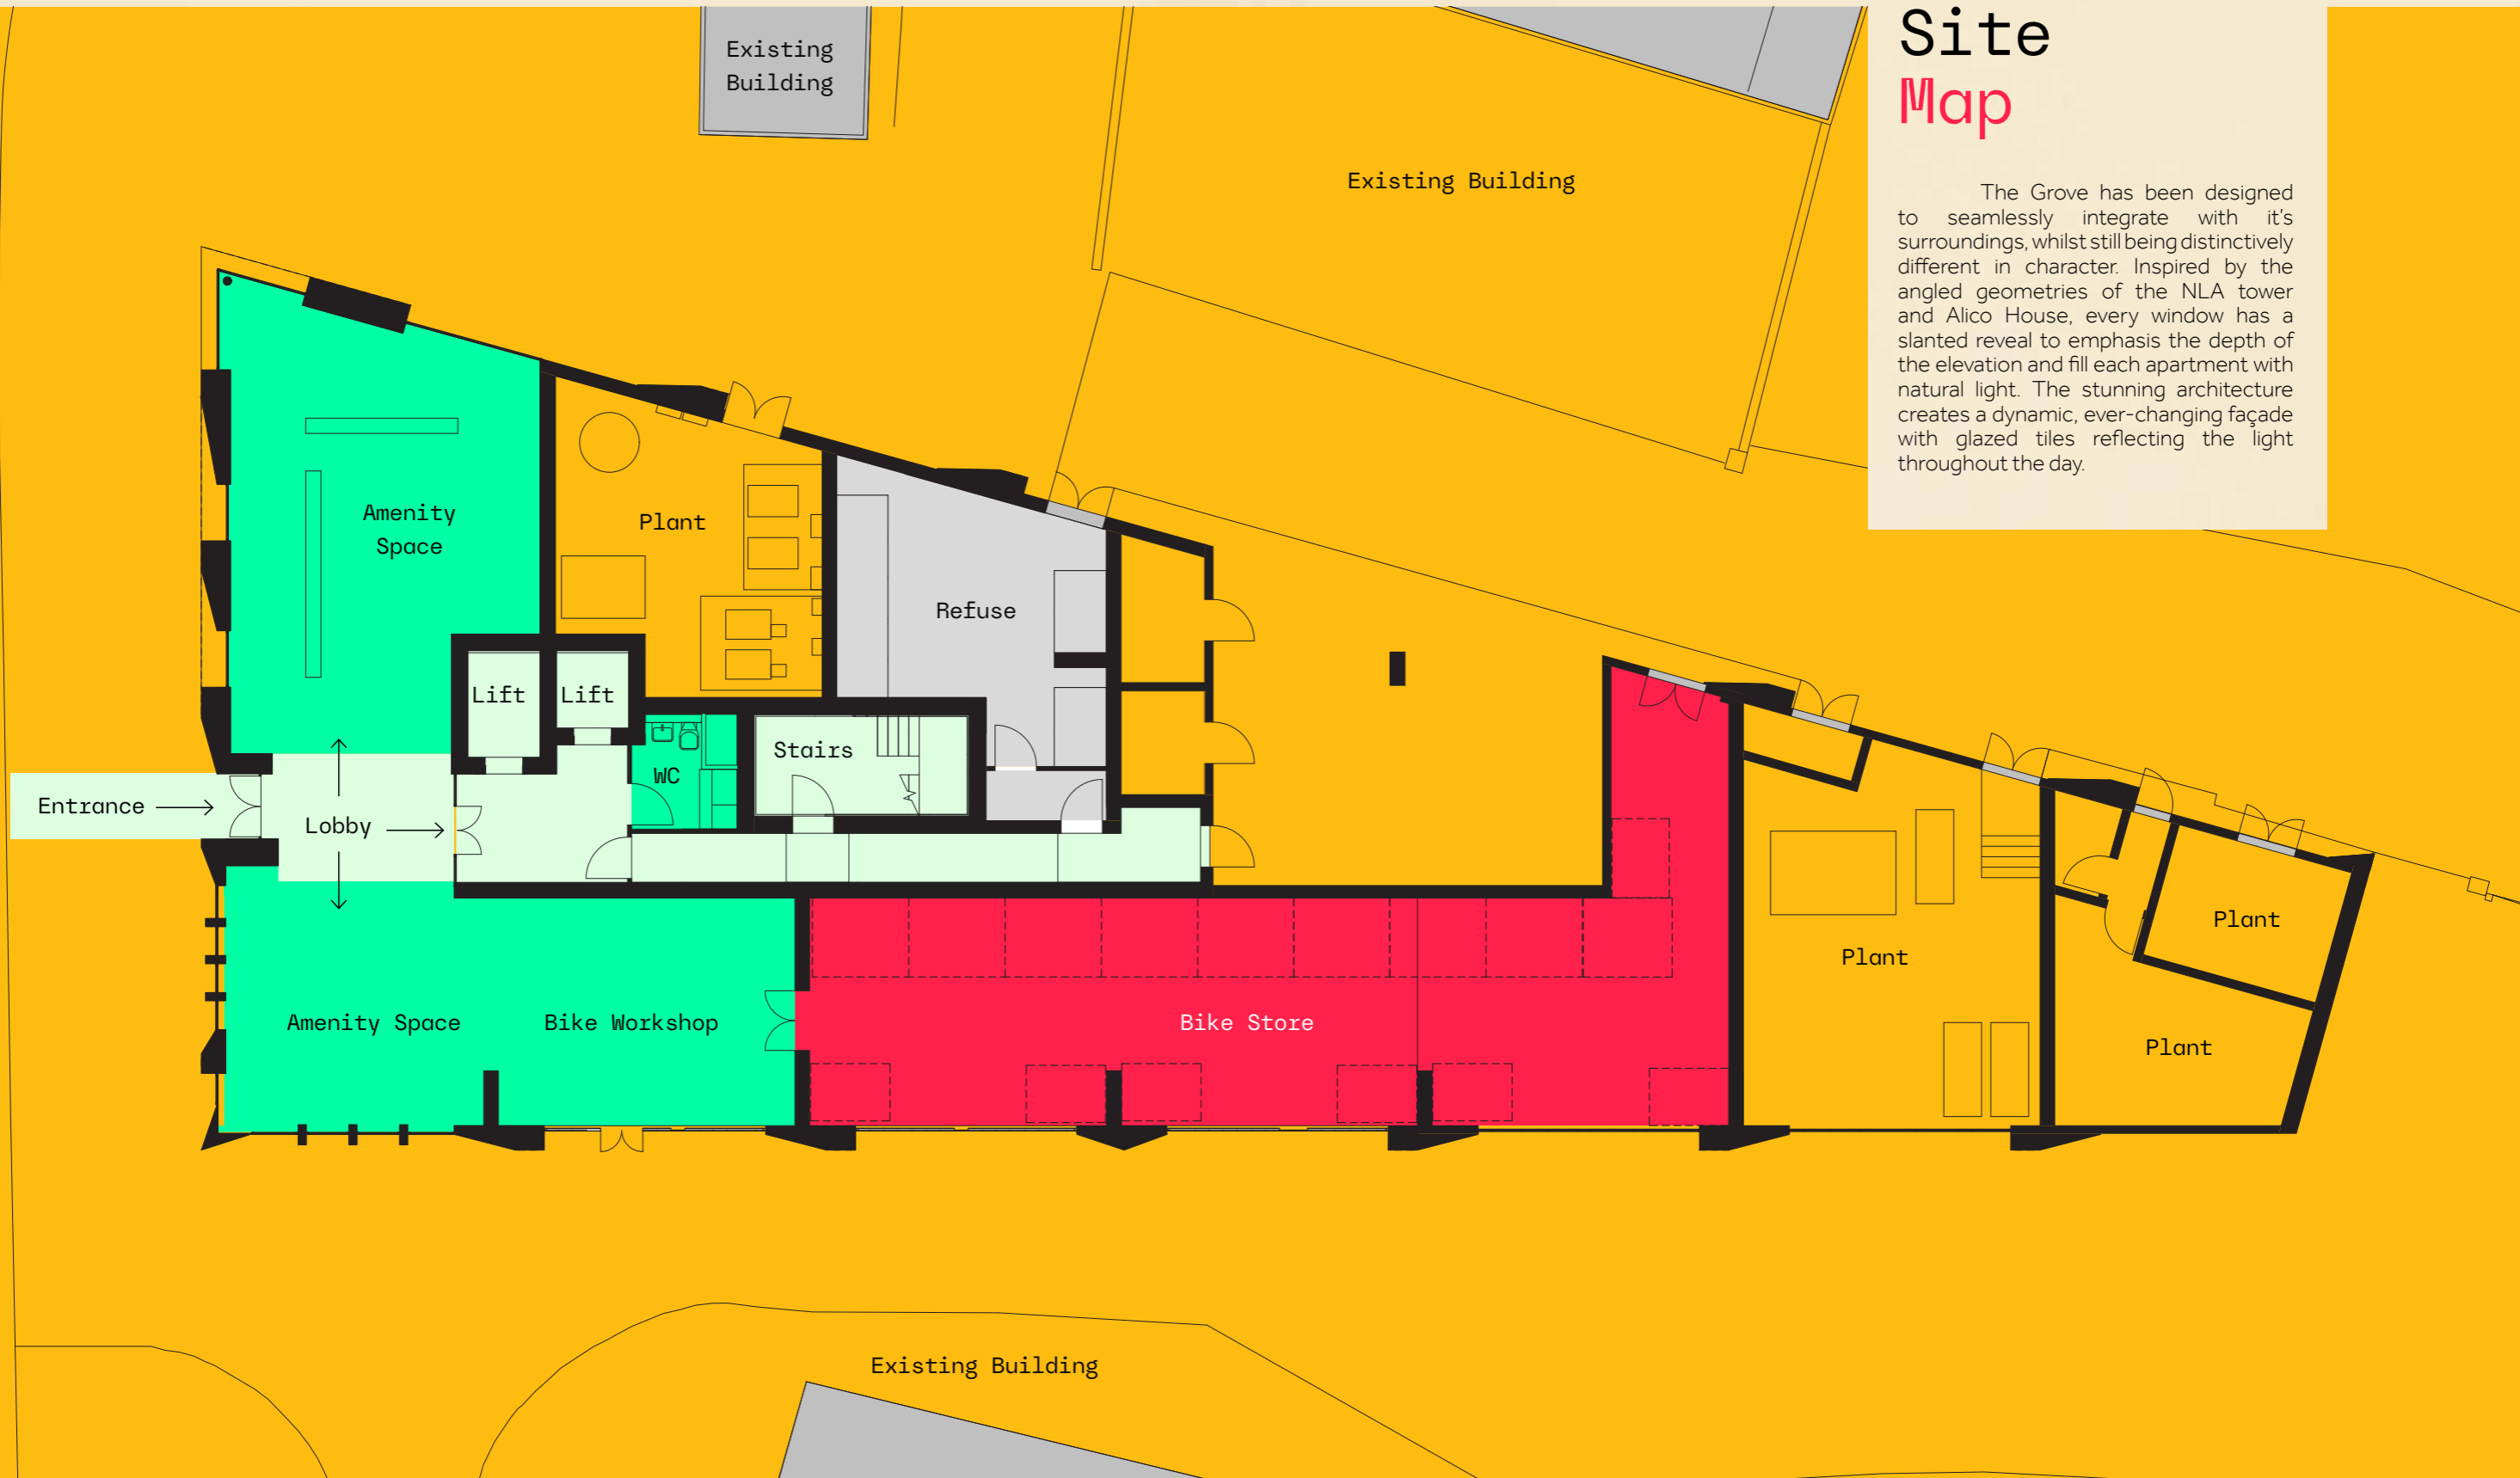 Site
Map
The Grove has been designed
to seamlessly integrate with it's
surroundings, whilst still being distinctively
different in character. Inspired by the
angled geometries of the NLA tower
and Alico House, every window has a
slanted reveal to emphasis the depth of
the elevation and fill each apartment with
natural light. The stunning architecture
creates a dynamic, ever-changing façade
with glazed tiles reflecting the light
throughout the day.
Existing
Building
Existing Building
Amenity
Space
Plant
Refuse
Lift
Lift
Stairs
WC
Entrance
Lobby
Amenity Space
Bike Workshop
Bike Store
Plant
Plant
Plant
Existing Building